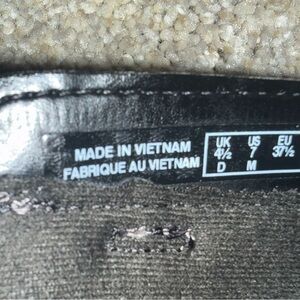 MADE IN VIETNAM
FABRIQUE AU VIETNAM
UK US EU
4½ 7 37½
D M